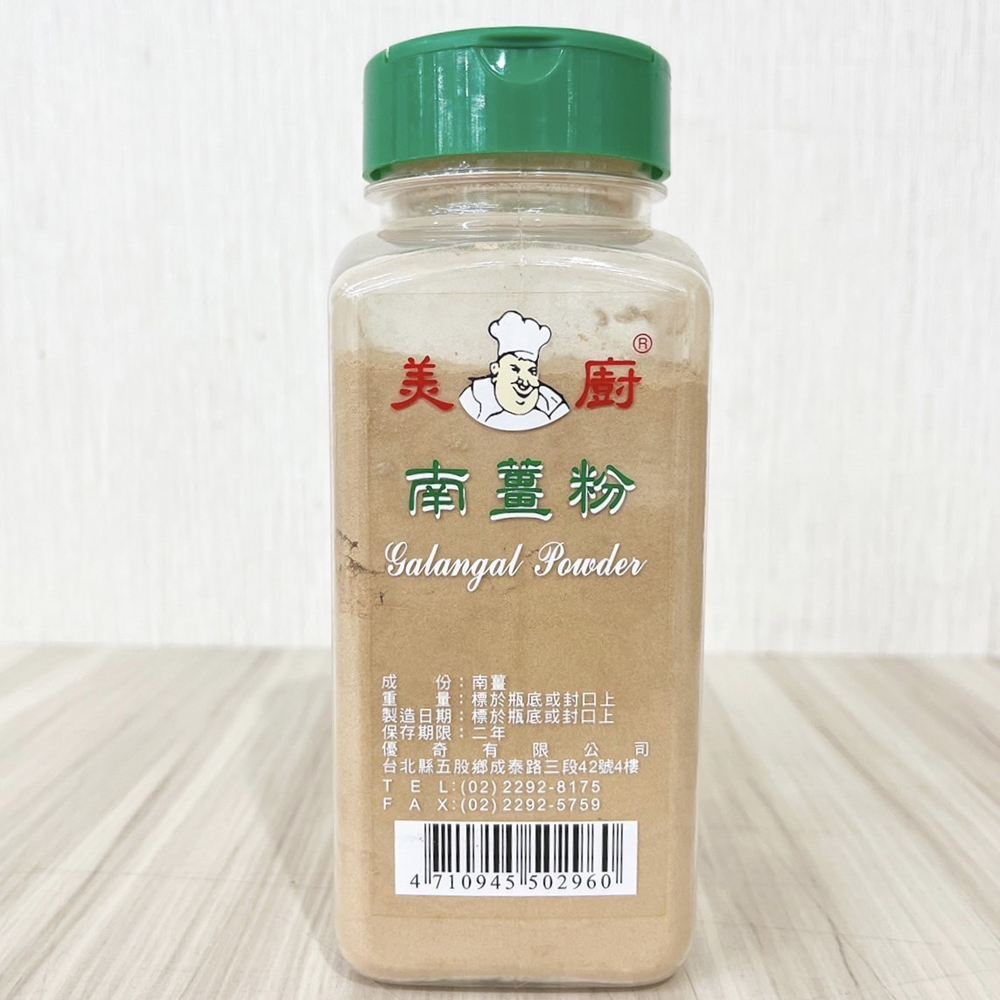 美廚®
南薑粉
Galangal Powder
成份：南薑
重量：標於瓶底或封口上
製造日期：標於瓶底或封口上
保存期限：二年
優奇有限公司
台北縣五股鄉成泰路三段42號4樓
TEL:(02)2292-8175
FAX:(02)2292-5759
4 710945 502960